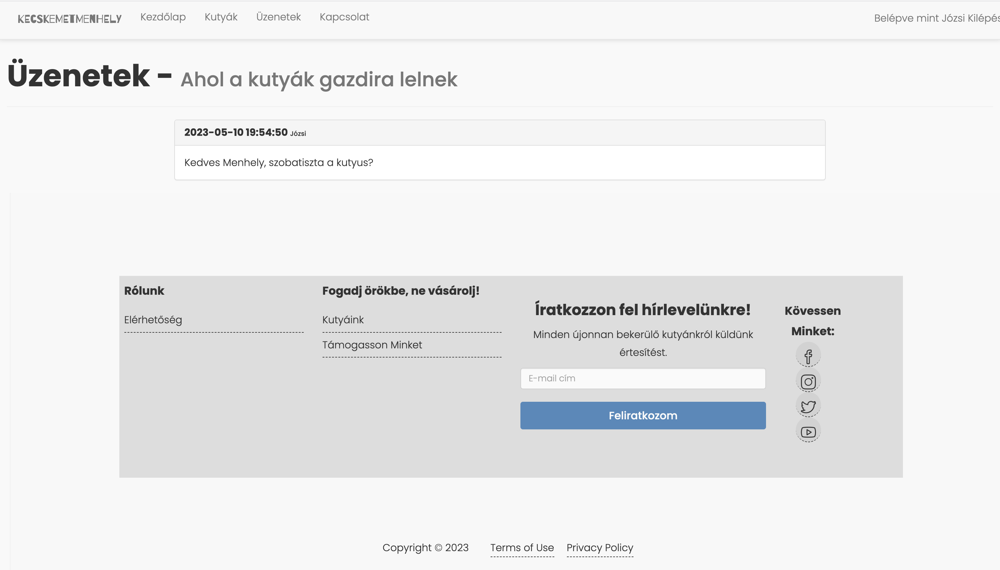 KECSKEMETMENHELY Kezdőlap Kutyák Üzenetek Kapcsolat Belépve mint Józsi Kilépés
Üzenetek - Ahol a kutyák gazdira lelnek
2023-05-10 19:54:50 Józsi
Kedves Menhely, szobatiszta a kutyus?
Rólunk
Elérhetőség
Fogadj örökbe, ne vásárolj!
Kutyáink
Támogasson Minket
Íratkozzon fel hírlevelünkre!
Minden újonnan bekerülő kutyánkról küldünk
értesítést.
E-mail cím
Feliratkozom
Kövessen
Minket:
Copyright © 2023 Terms of Use Privacy Policy